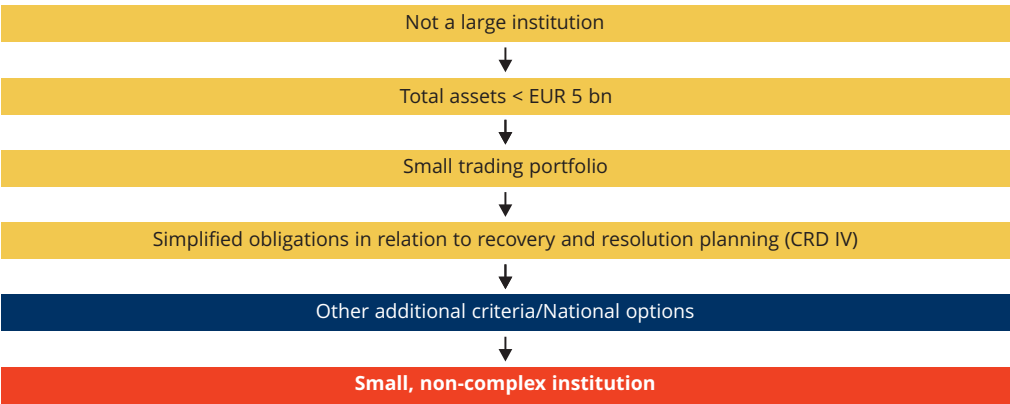 Not a large institution
Total assets < EUR 5 bn
Small trading portfolio
Simplified obligations in relation to recovery and resolution planning (CRD IV)
Other additional criteria/National options
Small, non-complex institution